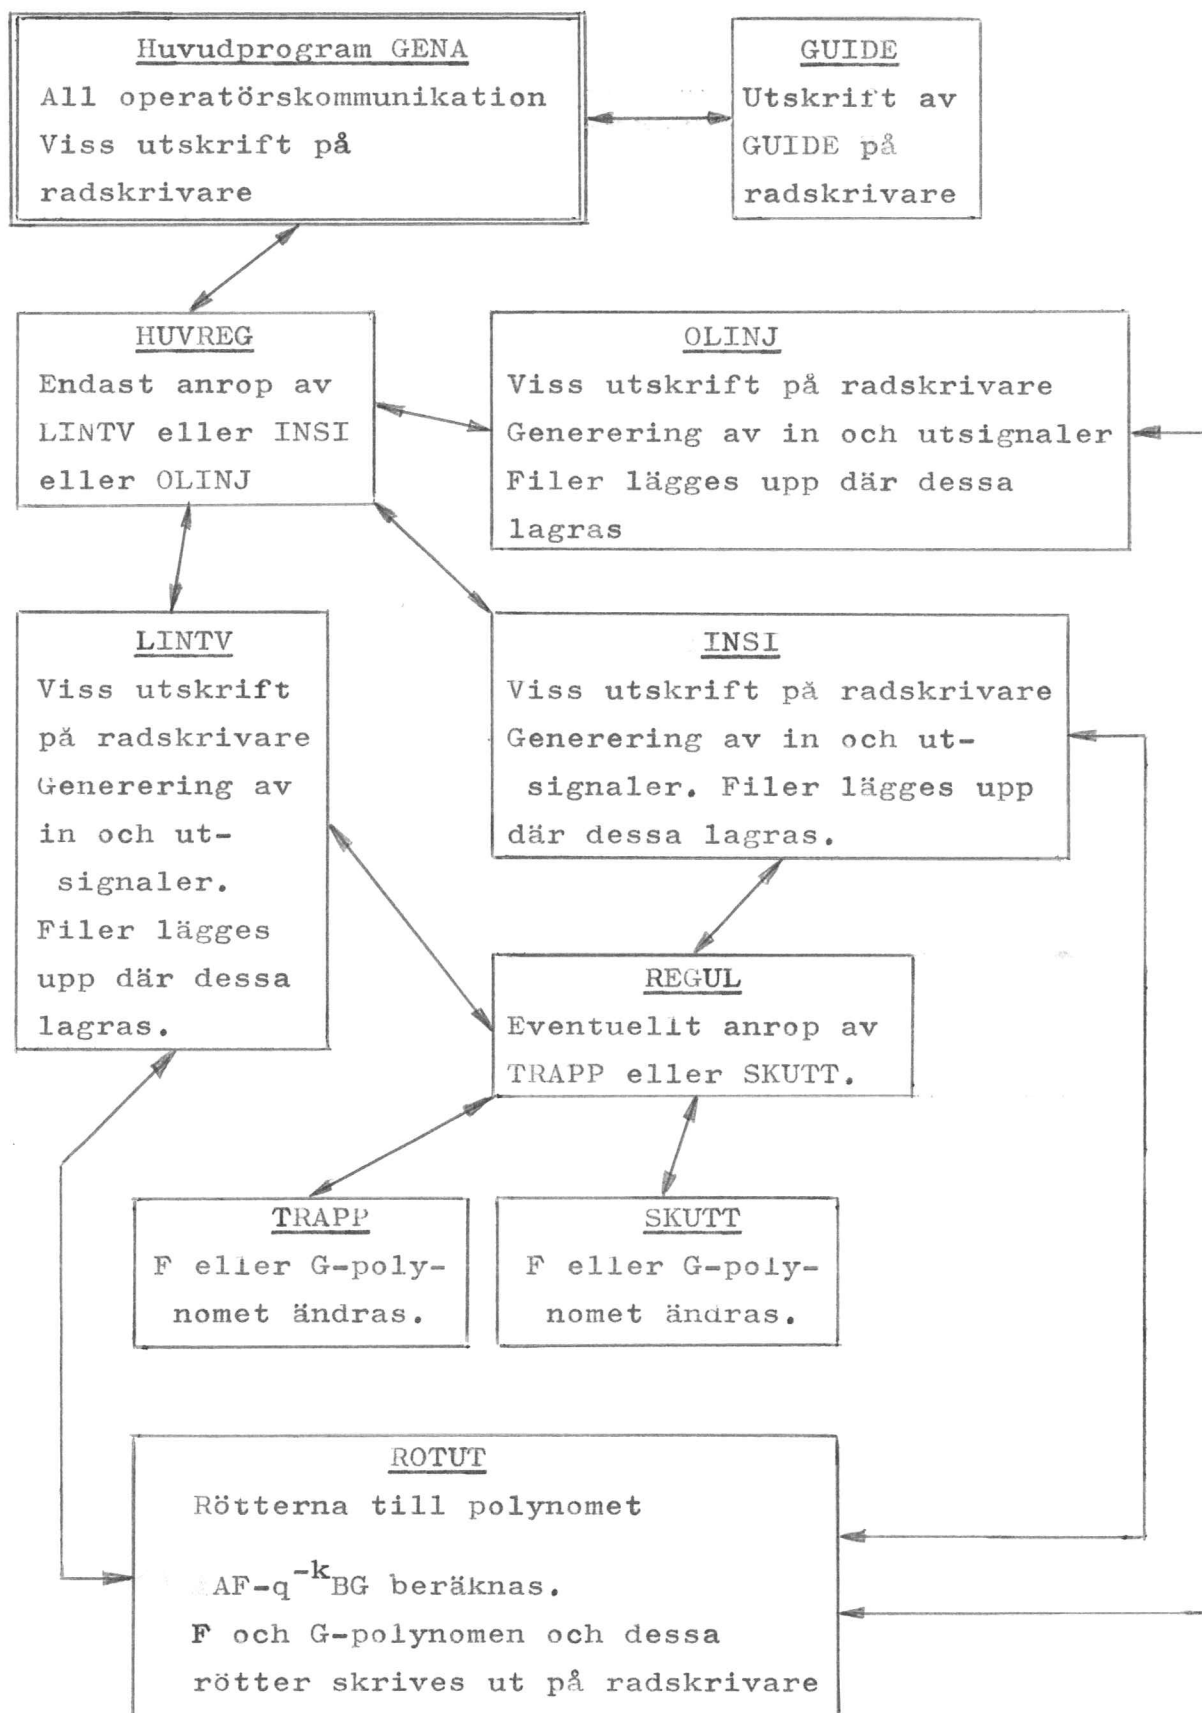 Huvudprogram GENA
All operatörskommunikation
Viss utskrift på
radskrivare
GUIDE
Utskrift av
GUIDE på
radskrivare
HUVREG
Endast anrop av
LINTV eller INSI
eller OLINJ
OLINJ
Viss utskrift på radskrivare
Generering av in och utsignaler
Filer lägges upp där dessa
lagras
LINTV
Viss utskrift
på radskrivare
Generering av
in och ut-
signaler.
Filer lägges
upp där dessa
lagras.
INSI
Viss utskrift på radskrivare
Generering av in och ut-
signaler. Filer lägges upp
där dessa lagras.
REGUL
Eventuellt anrop av
TRAPP eller SKUTT.
TRAPP
F eller G-poly-
nomet ändras.
SKUTT
F eller G-poly-
nomet ändras.
ROTUT
Rötterna till polynomet
AF-q⁻ᵏBG beräknas.
F och G-polynomen och dessa
rötter skrives ut på radskrivare